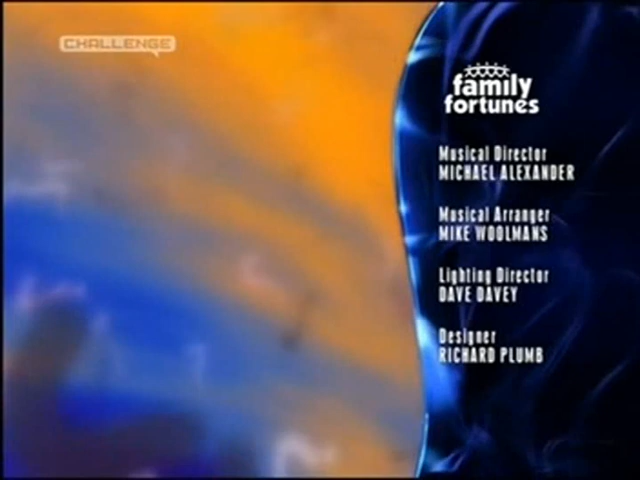 CHALLENGE
family
fortunes
Musical Director
MICHAEL ALEXANDER
Musical Arranger
MIKE WOOLMANS
Lighting Director
DAVE DAVEY
Designer
RICHARD PLUMB